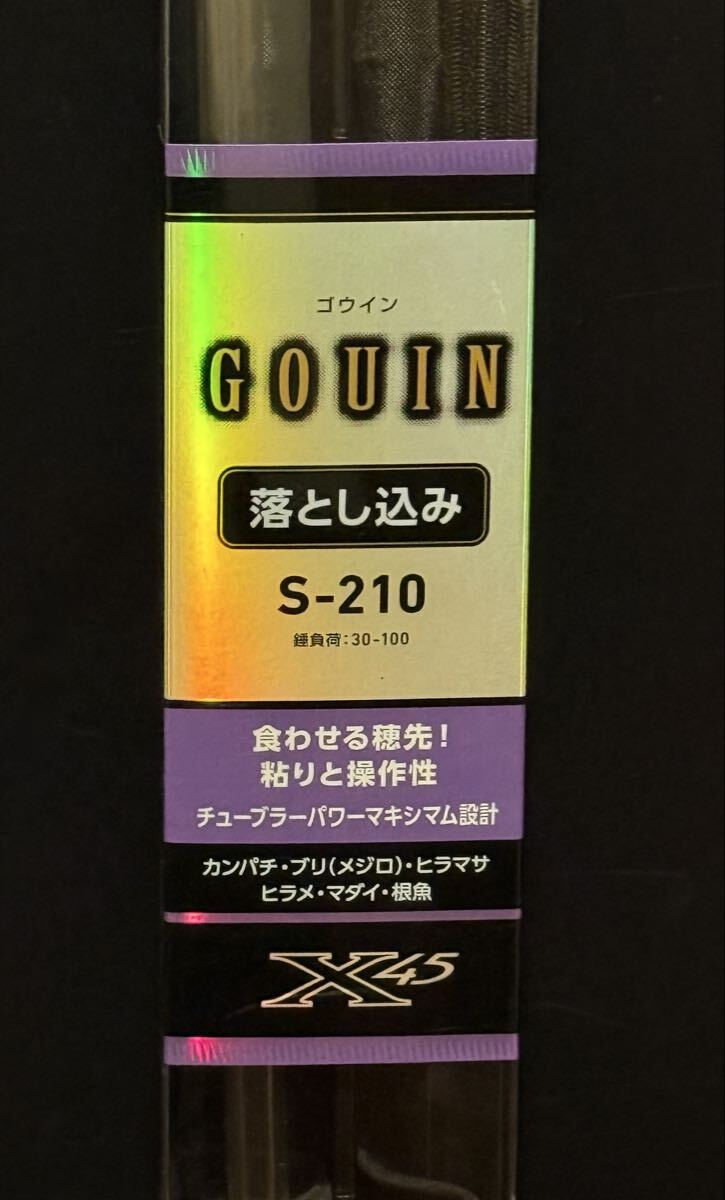 ゴウイン
GOUIN
落とし込み
S-210
錘負荷:30-100
食わせる穂先!
粘りと操作性
チューブラーパワーマキシマム設計
カンパチ・ブリ(メジロ)・ヒラマサ
ヒラメ・マダイ・根魚
X45